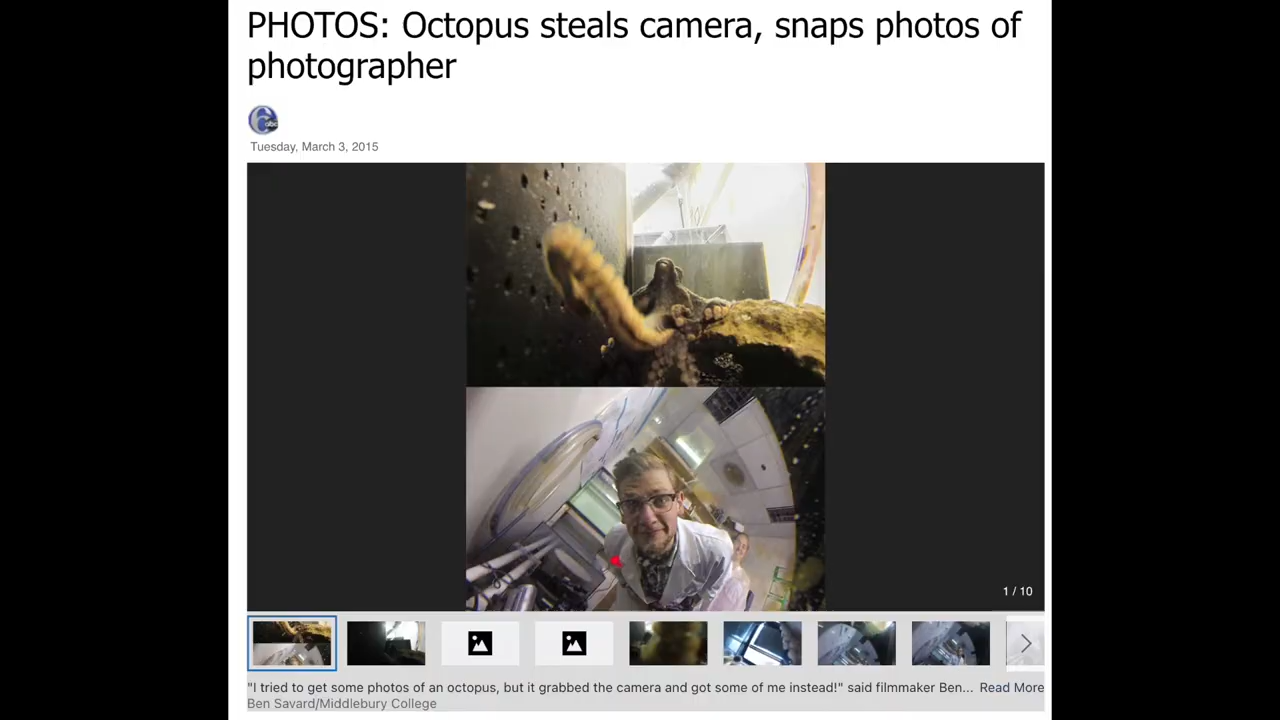 PHOTOS: Octopus steals camera, snaps photos of
photographer
6abc
Tuesday, March 3, 2015
1 / 10
"I tried to get some photos of an octopus, but it grabbed the camera and got some of me instead!" said filmmaker Ben... Read More
Ben Savard/Middlebury College